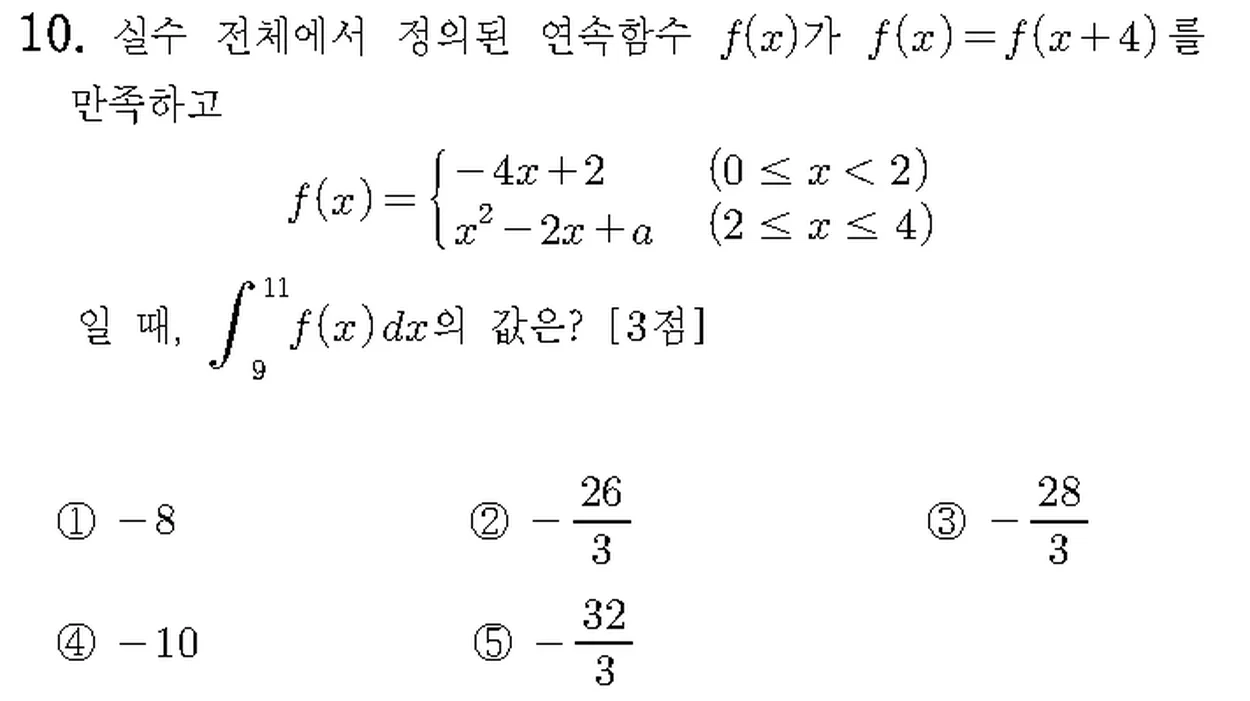 10. 실수 전체에서 정의된 연속함수 f(x)가 f(x)=f(x+4)를
만족하고
f(x)={-4x+2 (0 ≤ x < 2)
x²-2x+a (2 ≤ x ≤ 4)
일 때, ∫₉¹¹ f(x)dx의 값은? [3점]
① -8 ② -26/3 ③ -28/3
④ -10 ⑤ -32/3